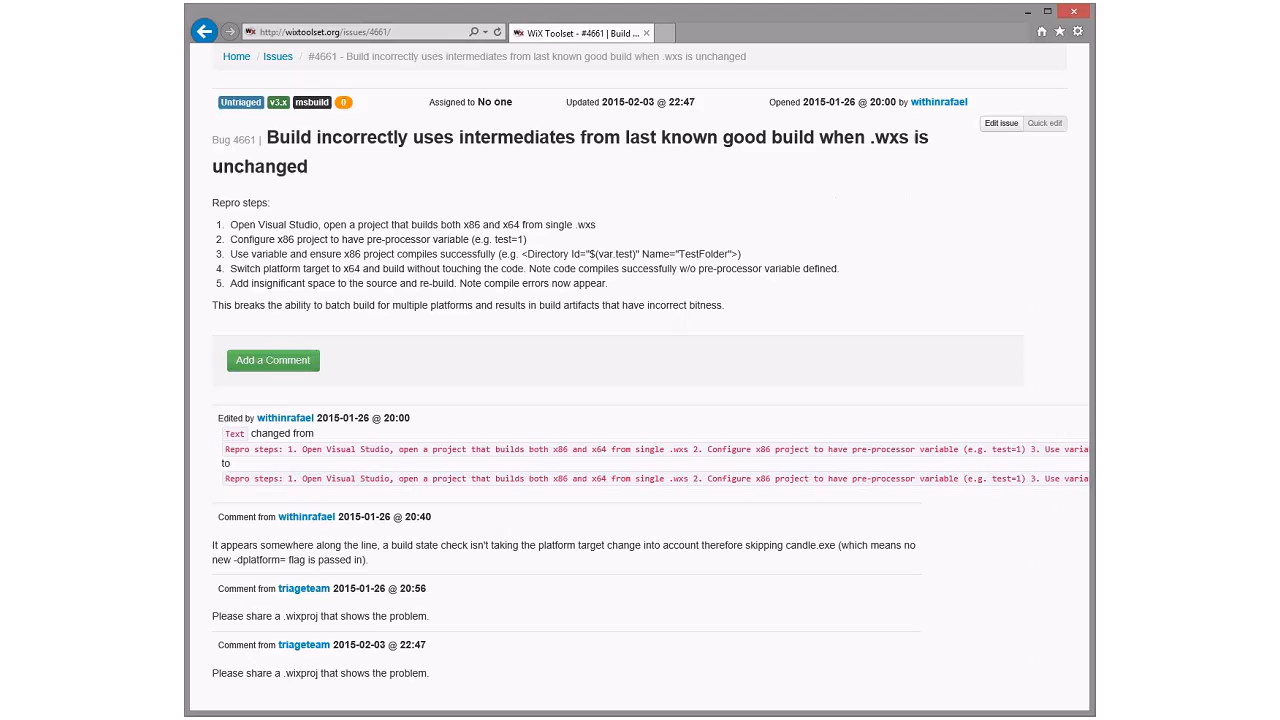 http://wixtoolset.org/issues/4661/
WiX Toolset - #4661 | Build ...
Home / Issues / #4661 - Build incorrectly uses intermediates from last known good build when .wxs is unchanged
Untriaged v3.x msbuild 0 Assigned to No one Updated 2015-02-03 @ 22:47 Opened 2015-01-26 @ 20:00 by withinrafael
Edit issue Quick edit
Bug 4661 | Build incorrectly uses intermediates from last known good build when .wxs is
unchanged
Repro steps:
1. Open Visual Studio, open a project that builds both x86 and x64 from single .wxs
2. Configure x86 project to have pre-processor variable (e.g. test=1)
3. Use variable and ensure x86 project compiles successfully (e.g. <Directory Id="$(var.test)" Name="TestFolder">)
4. Switch platform target to x64 and build without touching the code. Note code compiles successfully w/o pre-processor variable defined.
5. Add insignificant space to the source and re-build. Note compile errors now appear.
This breaks the ability to batch build for multiple platforms and results in build artifacts that have incorrect bitness.
Add a Comment
Edited by withinrafael 2015-01-26 @ 20:00
Text changed from
Repro steps: 1. Open Visual Studio, open a project that builds both x86 and x64 from single .wxs 2. Configure x86 project to have pre-processor variable (e.g. test=1) 3. Use varia
to
Repro steps: 1. Open Visual Studio, open a project that builds both x86 and x64 from single .wxs 2. Configure x86 project to have pre-processor variable (e.g. test=1) 3. Use varia
Comment from withinrafael 2015-01-26 @ 20:40
It appears somewhere along the line, a build state check isn't taking the platform target change into account therefore skipping candle.exe (which means no
new -dplatform= flag is passed in).
Comment from triageteam 2015-01-26 @ 20:56
Please share a .wixproj that shows the problem.
Comment from triageteam 2015-02-03 @ 22:47
Please share a .wixproj that shows the problem.